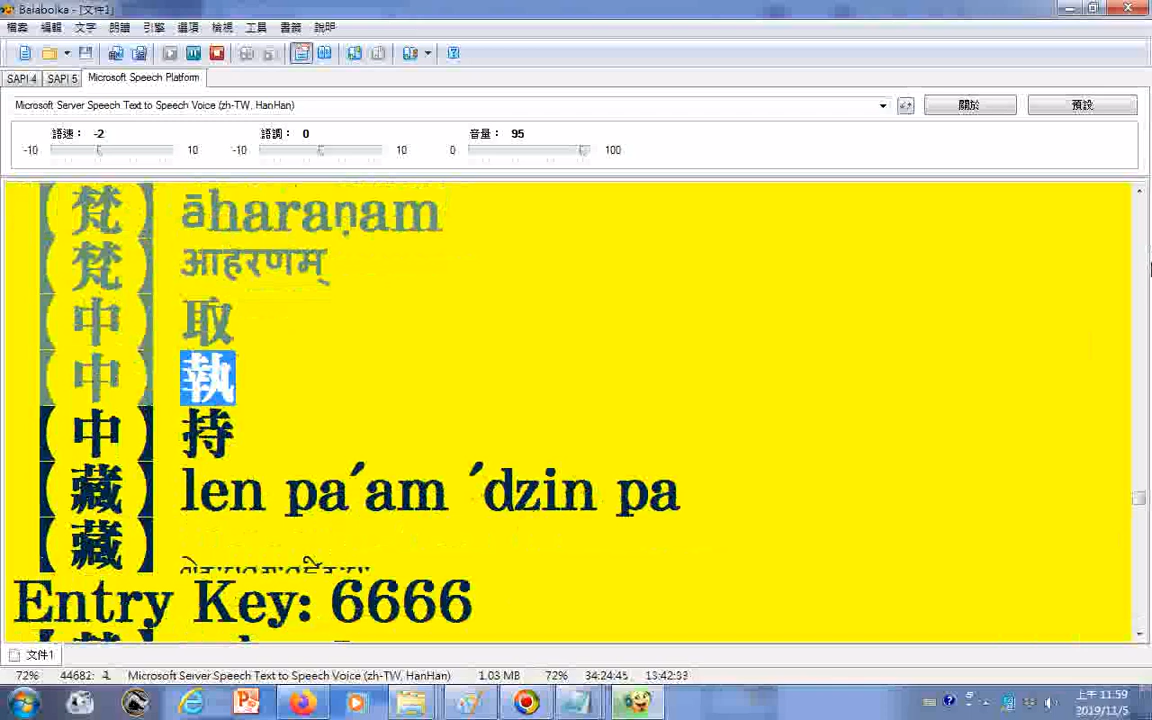 Balabolka - [文件1]
檔案 編輯 文字 朗讀 引擎 選項 檢視 工具 書籤 說明
SAPI 4 SAPI 5 Microsoft Speech Platform
Microsoft Server Speech Text to Speech Voice (zh-TW, HanHan) 關於 預設
語速： -2 語調： 0 音量： 95
-10 10 -10 10 0 100
【梵】 āharaṇam
【梵】 आहरणम्
【中】 取
【中】 執
【中】 持
【藏】 len pa´am ´dzin pa
【藏】
Entry Key: 6666
文件1
72% 44682: 4 Microsoft Server Speech Text to Speech Voice (zh-TW, HanHan) 1.03 MB 72% 34:24:45 13:42:33
上午 11:59
2019/11/5